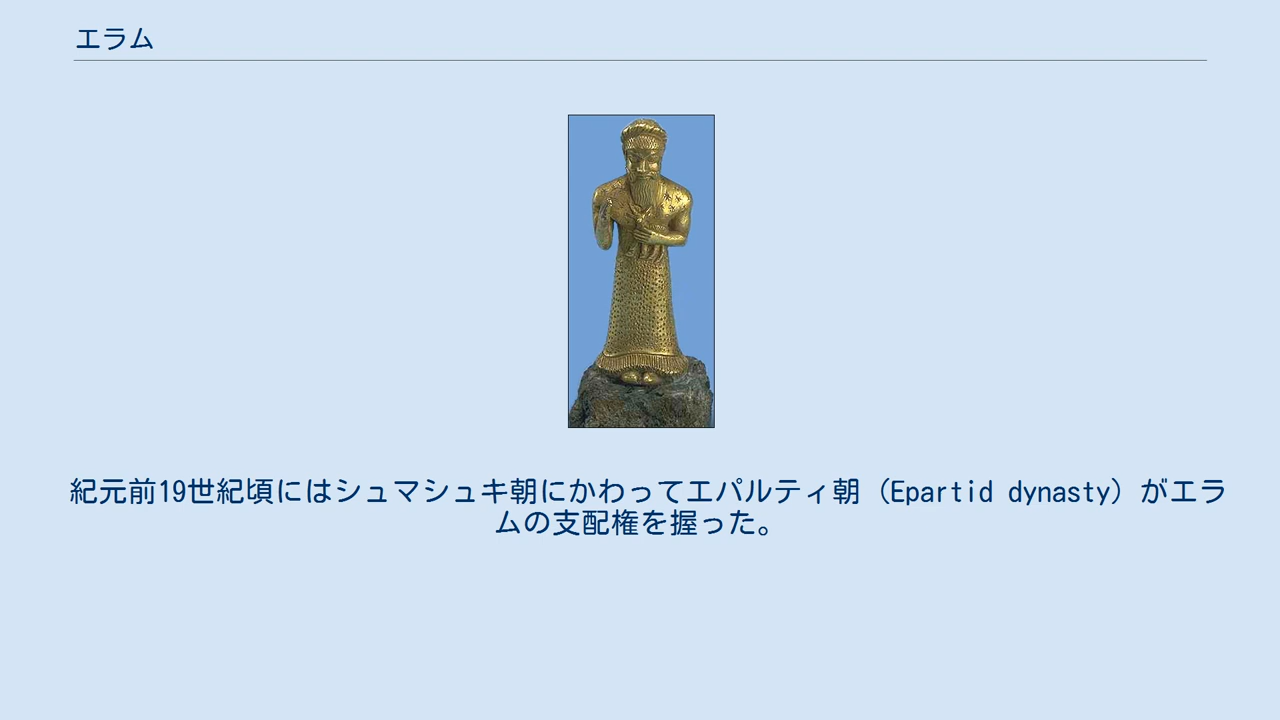 エラム
紀元前19世紀頃にはシュマシュキ朝にかわってエパルティ朝（Epartid dynasty）がエラ
ムの支配権を握った。